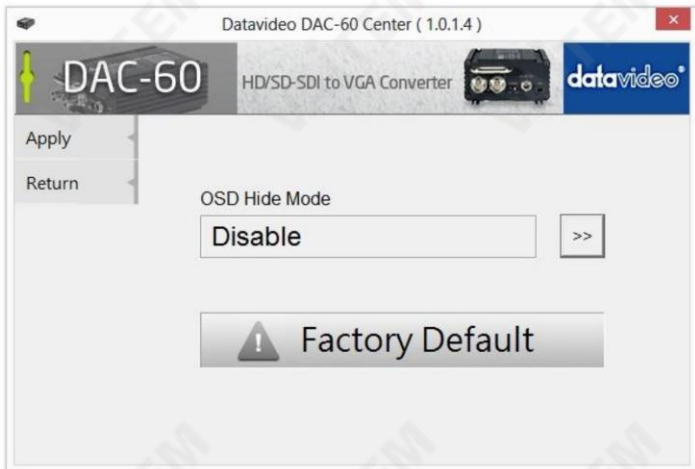 Datavideo DAC-60 Center ( 1.0.1.4 )
DAC-60
HD/SD-SDI to VGA Converter
datavideo®
Apply
Return
OSD Hide Mode
Disable
>>
Factory Default